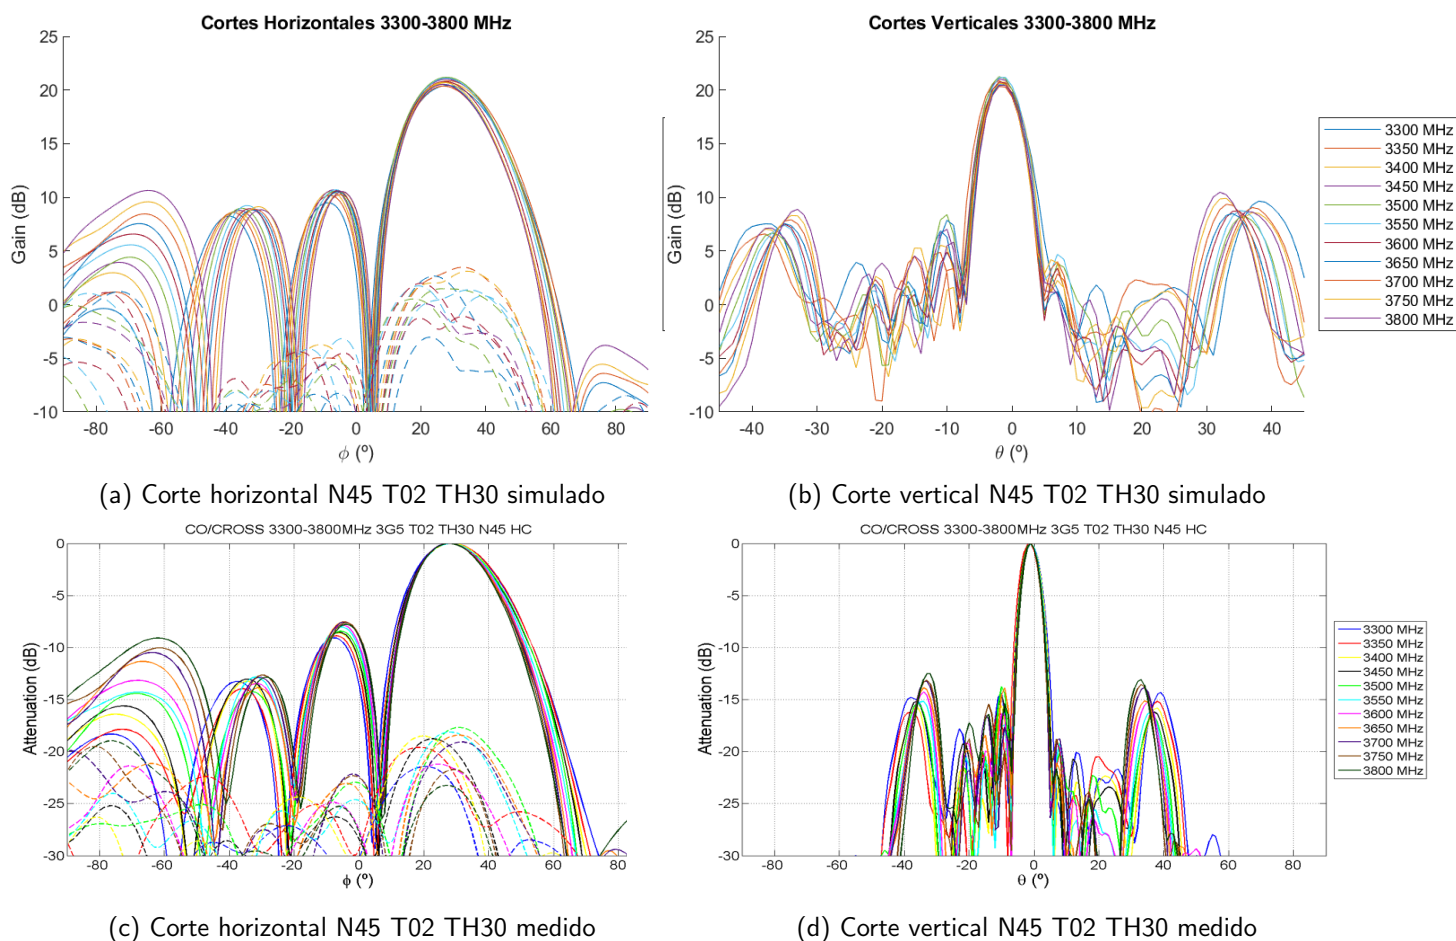 Cortes Horizontales 3300-3800 MHz
25
20
15
10
5
0
-5
-10
Gain (dB)
-80 -60 -40 -20 0 20 40 60 80
ϕ (º)
(a) Corte horizontal N45 T02 TH30 simulado
Cortes Verticales 3300-3800 MHz
25
20
15
10
5
0
-5
-10
Gain (dB)
-40 -30 -20 -10 0 10 20 30 40
θ (º)
3300 MHz
3350 MHz
3400 MHz
3450 MHz
3500 MHz
3550 MHz
3600 MHz
3650 MHz
3700 MHz
3750 MHz
3800 MHz
(b) Corte vertical N45 T02 TH30 simulado
CO/CROSS 3300-3800MHz 3G5 T02 TH30 N45 HC
0
-5
-10
-15
-20
-25
-30
Attenuation (dB)
-80 -60 -40 -20 0 20 40 60 80
ϕ (º)
(c) Corte horizontal N45 T02 TH30 medido
CO/CROSS 3300-3800MHz 3G5 T02 TH30 N45 HC
0
-5
-10
-15
-20
-25
-30
Attenuation (dB)
-80 -60 -40 -20 0 20 40 60 80
θ (º)
3300 MHz
3350 MHz
3400 MHz
3450 MHz
3500 MHz
3550 MHz
3600 MHz
3650 MHz
3700 MHz
3750 MHz
3800 MHz
(d) Corte vertical N45 T02 TH30 medido